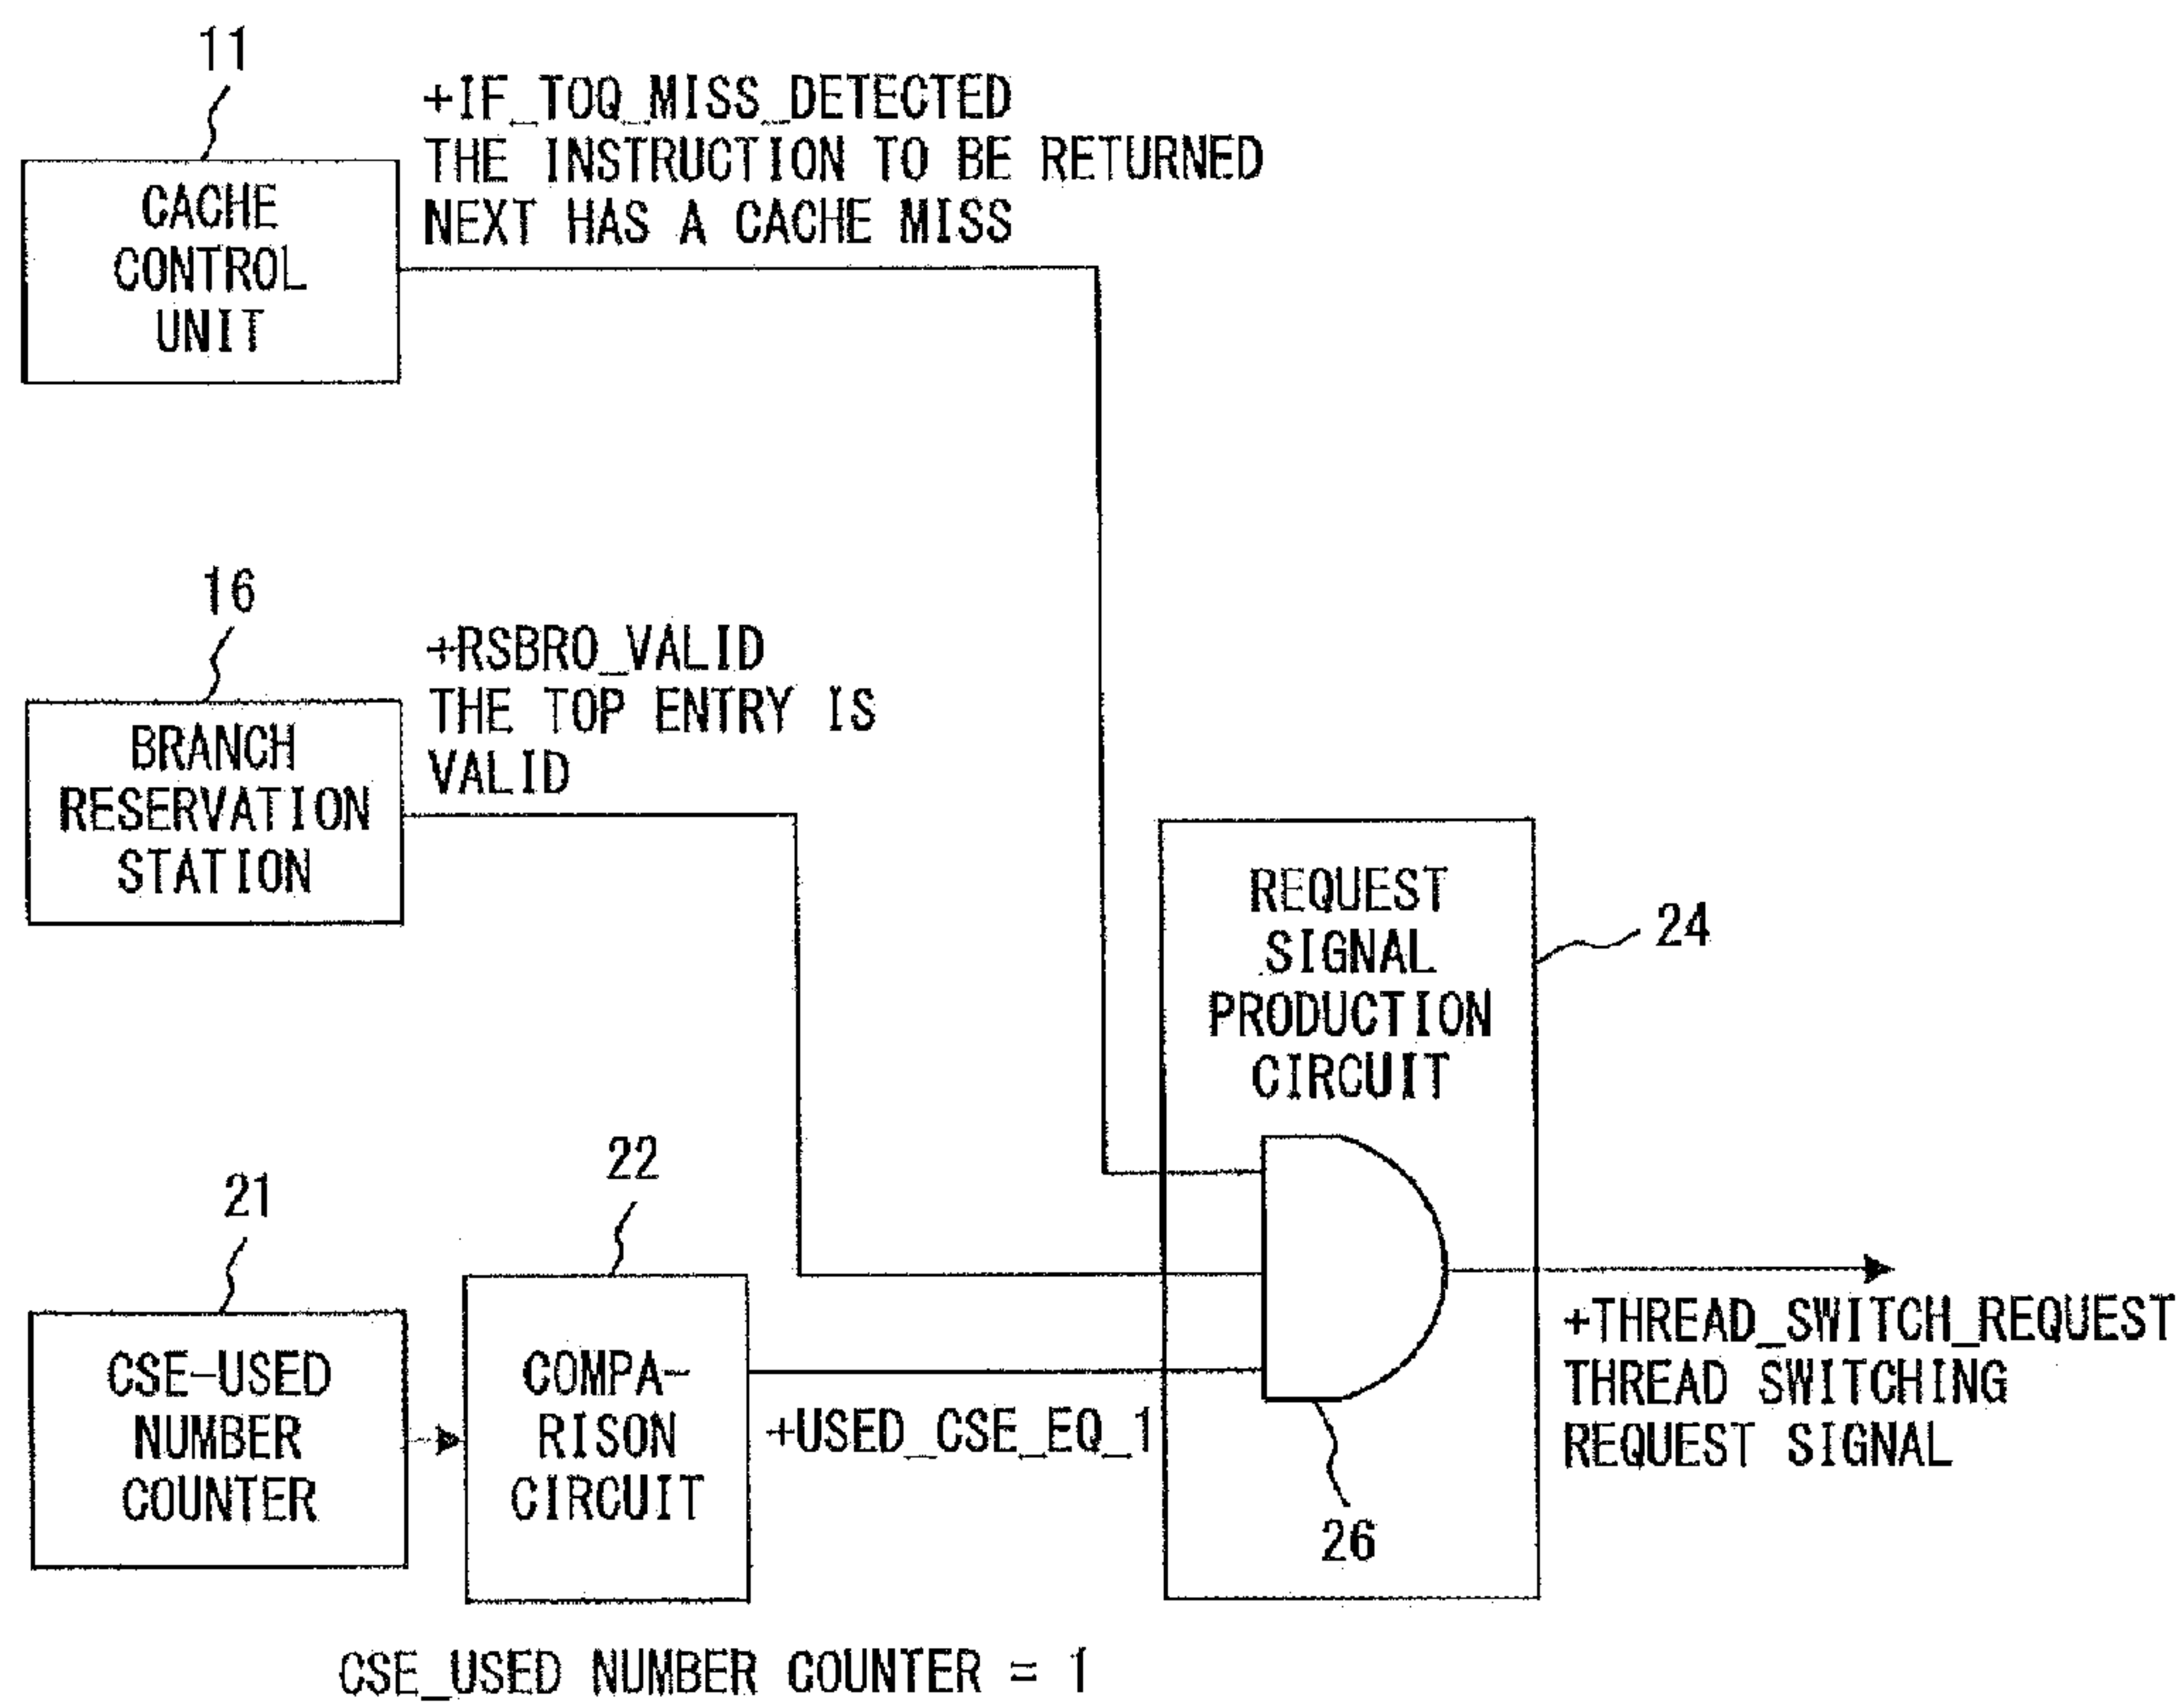 11
+IF_TOQ_MISS_DETECTED
THE INSTRUCTION TO BE RETURNED
NEXT HAS A CACHE MISS
CACHE
CONTROL
UNIT
16
+RSBR0_VALID
THE TOP ENTRY IS
VALID
BRANCH
RESERVATION
STATION
REQUEST
SIGNAL
PRODUCTION
CIRCUIT
24
21
22
CSE-USED
NUMBER
COUNTER
COMPA-
RISON
CIRCUIT
+USED_CSE_EQ_1
26
+THREAD_SWITCH_REQUEST
THREAD SWITCHING
REQUEST SIGNAL
CSE_USED NUMBER COUNTER = 1